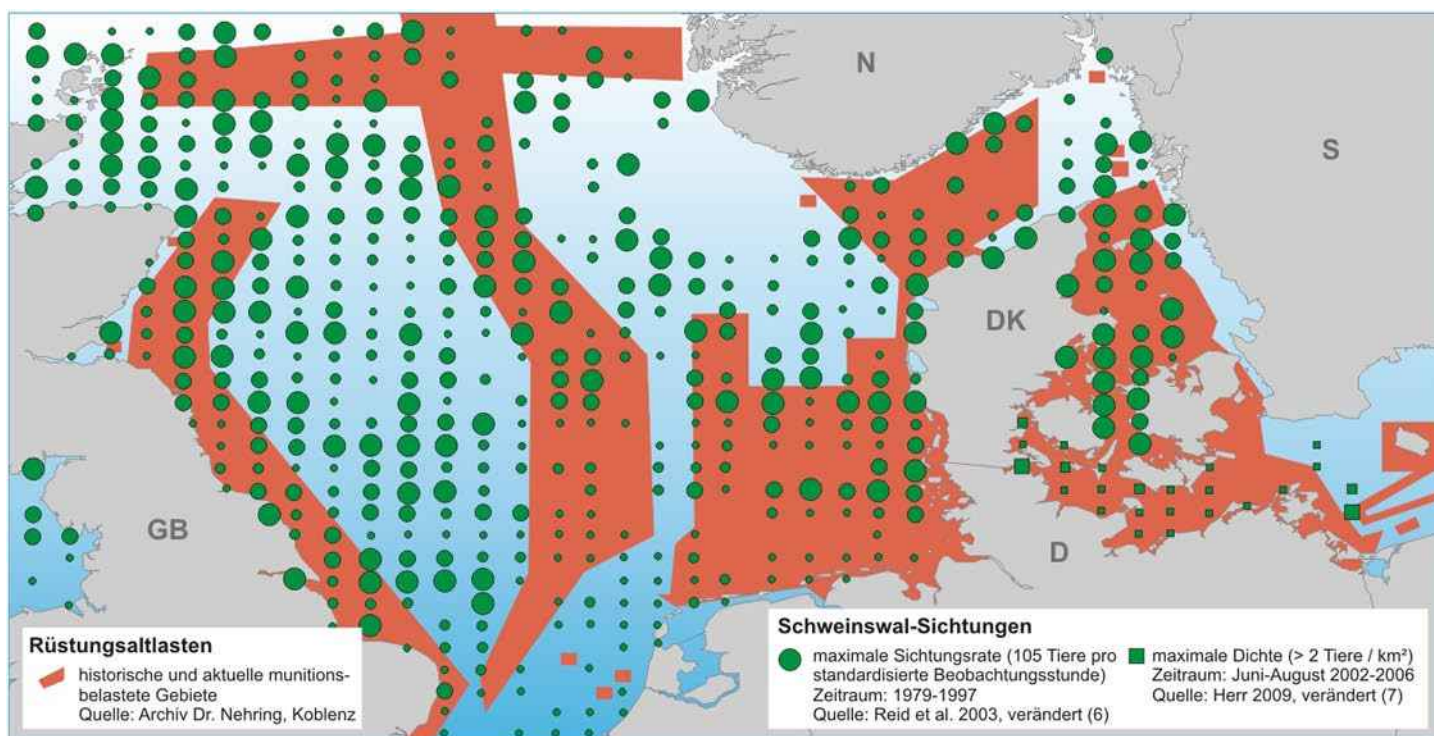 N
S
DK
GB
D
Rüstungsaltlasten
historische und aktuelle munitions-
belastete Gebiete
Quelle: Archiv Dr. Nehring, Koblenz
Schweinswal-Sichtungen
maximale Sichtungsrate (105 Tiere pro
standardisierte Beobachtungsstunde)
Zeitraum: 1979-1997
Quelle: Reid et al. 2003, verändert (6)
maximale Dichte (> 2 Tiere / km²)
Zeitraum: Juni-August 2002-2006
Quelle: Herr 2009, verändert (7)